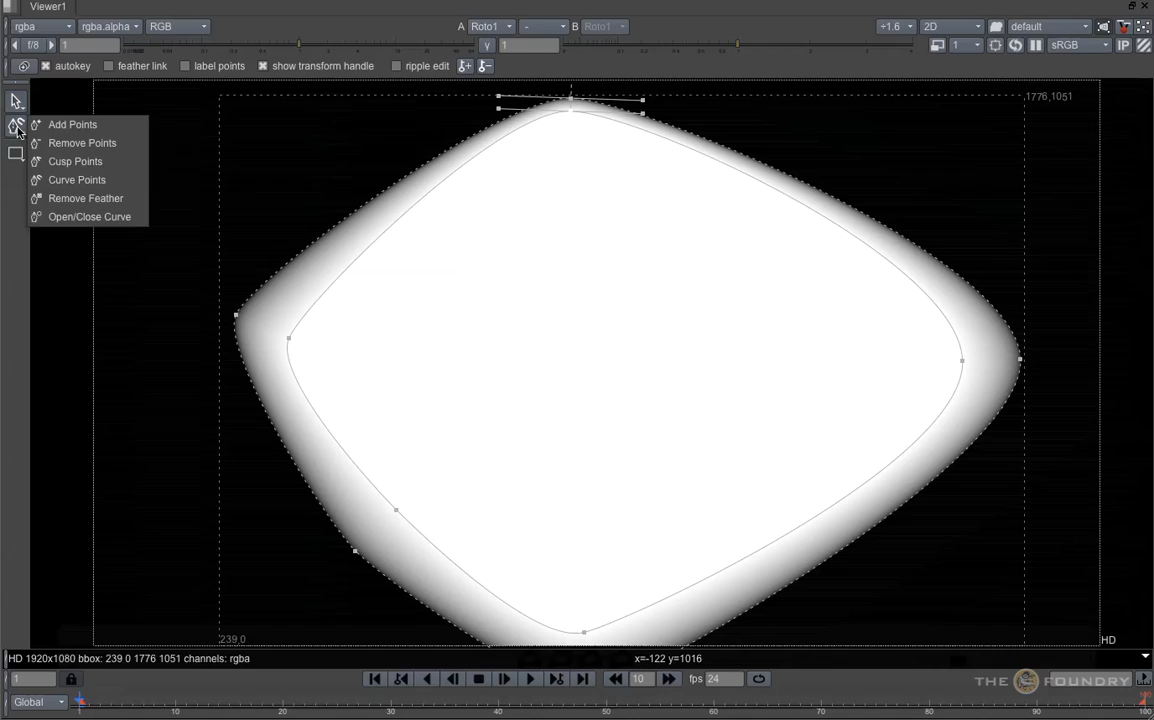 Viewer1
rgba rgba.alpha RGB A Roto1 - B Roto1 ÷1.6 2D default
f/8 1 γ 1 1 sRGB IP
autokey feather link label points show transform handle ripple edit
1776,1051
Add Points
Remove Points
Cusp Points
Curve Points
Remove Feather
Open/Close Curve
239,0 HD
HD 1920x1080 bbox: 239 0 1776 1051 channels: rgba x=-122 y=1016
1 10 fps 24 THE FOUNDRY
Global 1 10 20 30 40 50 60 70 80 90 100